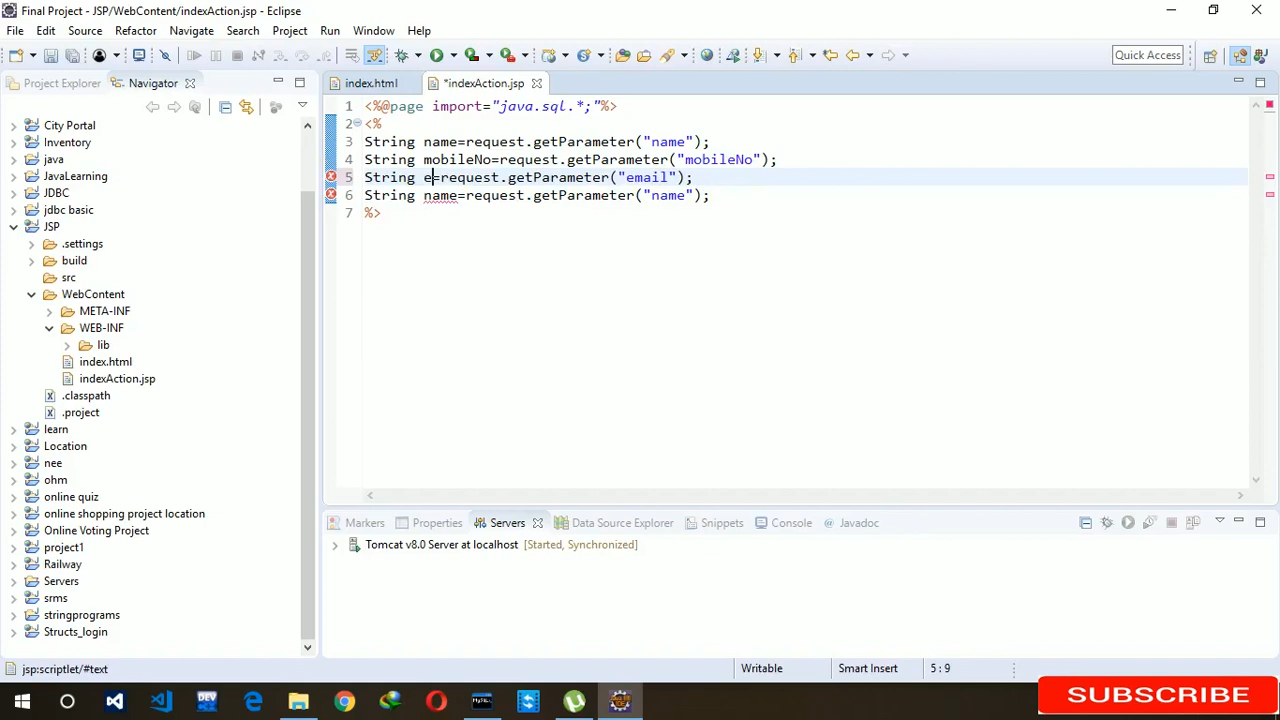 Final Project - JSP/WebContent/indexAction.jsp - Eclipse
File Edit Source Refactor Navigate Search Project Run Window Help
Quick Access
Project Explorer Navigator
index.html *indexAction.jsp
City Portal
Inventory
java
JavaLearning
JDBC
jdbc basic
JSP
.settings
build
src
WebContent
META-INF
WEB-INF
lib
index.html
indexAction.jsp
.classpath
.project
learn
Location
nee
ohm
online quiz
online shopping project location
Online Voting Project
project1
Railway
Servers
srms
stringprograms
Structs_login
1 <%@page import="java.sql.*;"%>
2 <%
3 String name=request.getParameter("name");
4 String mobileNo=request.getParameter("mobileNo");
5 String e=request.getParameter("email");
6 String name=request.getParameter("name");
7 %>
Markers Properties Servers Data Source Explorer Snippets Console @ Javadoc
Tomcat v8.0 Server at localhost [Started, Synchronized]
jsp:scriptlet/#text Writable Smart Insert 5 : 9
SUBSCRIBE